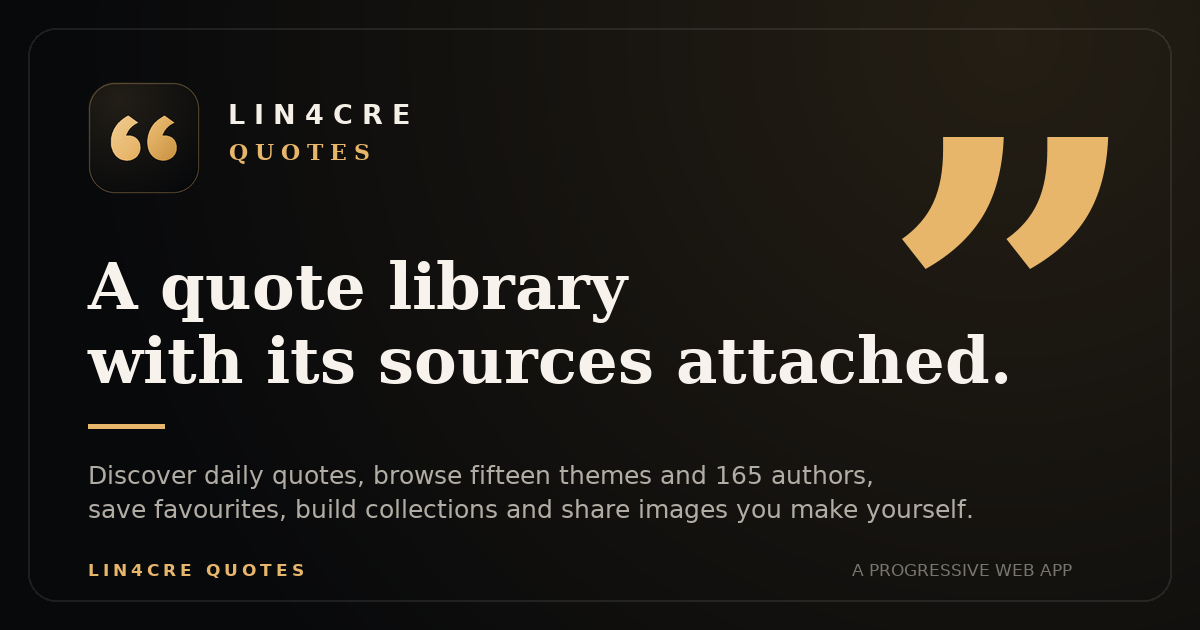 LIN4CRE
QUOTES
A quote library
with its sources attached.
Discover daily quotes, browse fifteen themes and 165 authors,
save favourites, build collections and share images you make yourself.
LIN4CRE QUOTES
A PROGRESSIVE WEB APP